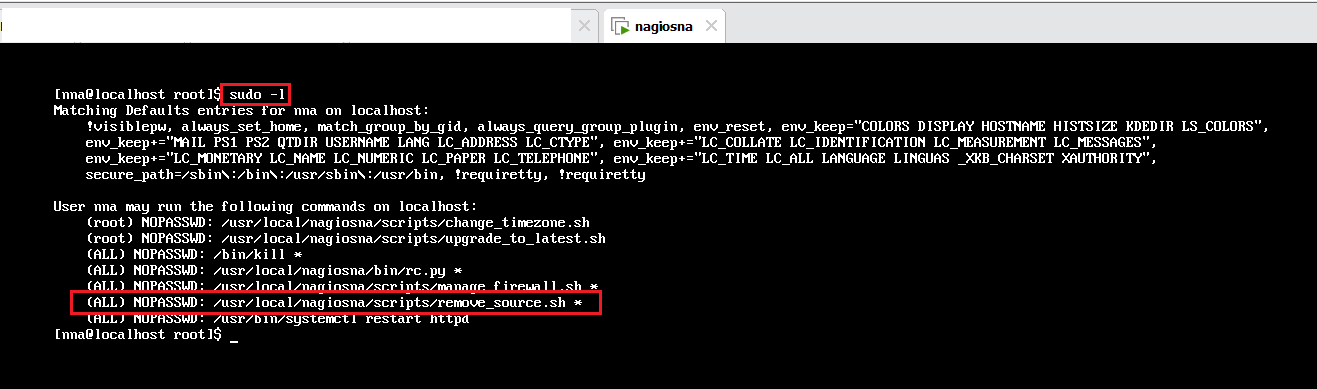 nagiosna
[nna@localhost root]$ sudo -l
Matching Defaults entries for nna on localhost:
!visiblepw, always_set_home, match_group_by_gid, always_query_group_plugin, env_reset, env_keep="COLORS DISPLAY HOSTNAME HISTSIZE KDEDIR LS_COLORS",
env_keep+="MAIL PS1 PS2 QTDIR USERNAME LANG LC_ADDRESS LC_CTYPE", env_keep+="LC_COLLATE LC_IDENTIFICATION LC_MEASUREMENT LC_MESSAGES",
env_keep+="LC_MONETARY LC_NAME LC_NUMERIC LC_PAPER LC_TELEPHONE", env_keep+="LC_TIME LC_ALL LANGUAGE LINGUAS _XKB_CHARSET XAUTHORITY",
secure_path=/sbin\:/bin\:/usr/sbin\:/usr/bin, !requiretty, !requiretty
User nna may run the following commands on localhost:
(root) NOPASSWD: /usr/local/nagiosna/scripts/change_timezone.sh
(root) NOPASSWD: /usr/local/nagiosna/scripts/upgrade_to_latest.sh
(ALL) NOPASSWD: /bin/kill *
(ALL) NOPASSWD: /usr/local/nagiosna/bin/rc.py *
(ALL) NOPASSWD: /usr/local/nagiosna/scripts/manage_firewall.sh *
(ALL) NOPASSWD: /usr/local/nagiosna/scripts/remove_source.sh *
(ALL) NOPASSWD: /usr/bin/systemctl restart httpd
[nna@localhost root]$ _